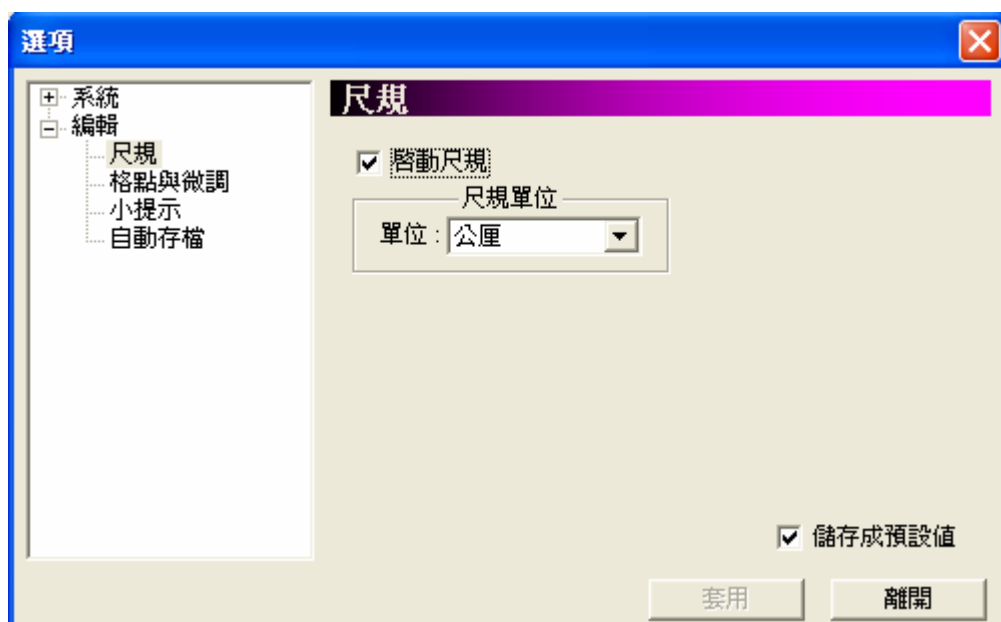 選項
系統
編輯
尺規
格點與微調
小提示
自動存檔
尺規
啓動尺規
尺規單位
單位 : 公厘
儲存成預設值
套用
離開